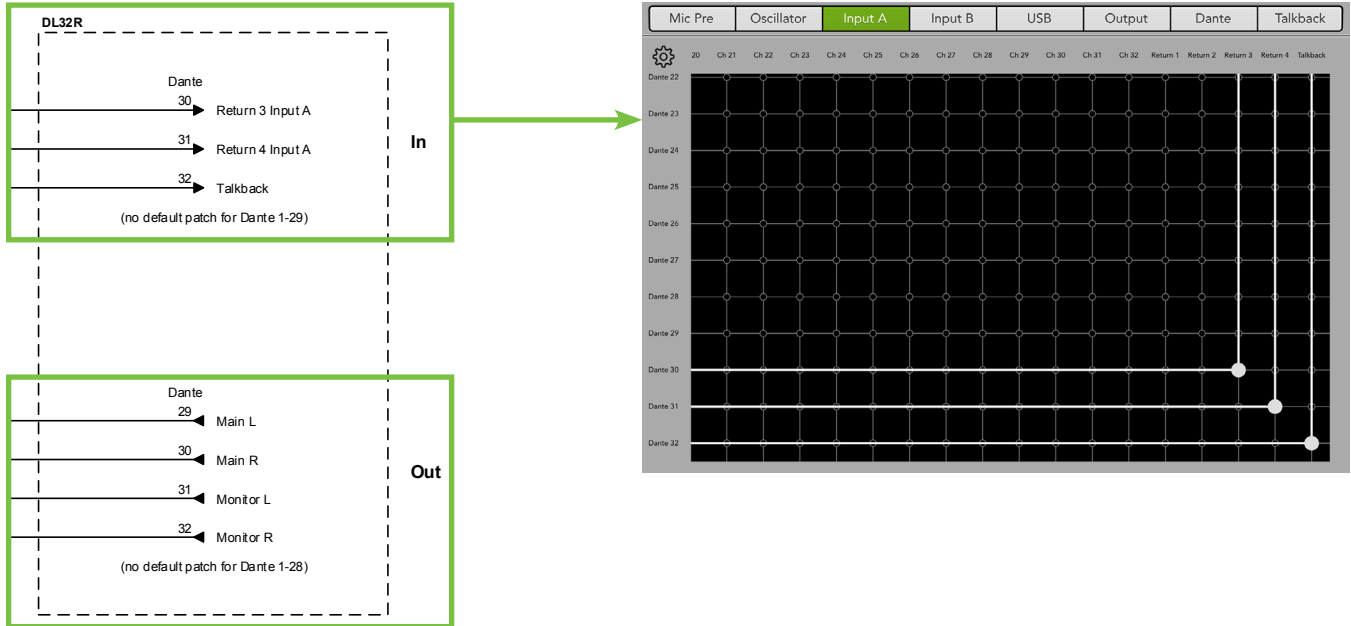 DL32R
Dante
30 Return 3 Input A
31 Return 4 Input A
32 Talkback
(no default patch for Dante 1-29)
In
Dante
29 Main L
30 Main R
31 Monitor L
32 Monitor R
(no default patch for Dante 1-28)
Out
Mic Pre Oscillator Input A Input B USB Output Dante Talkback
20 Ch 21 Ch 22 Ch 23 Ch 24 Ch 25 Ch 26 Ch 27 Ch 28 Ch 29 Ch 30 Ch 31 Ch 32 Return 1 Return 2 Return 3 Return 4 Talkback
Dante 22
Dante 23
Dante 24
Dante 25
Dante 26
Dante 27
Dante 28
Dante 29
Dante 30
Dante 31
Dante 32